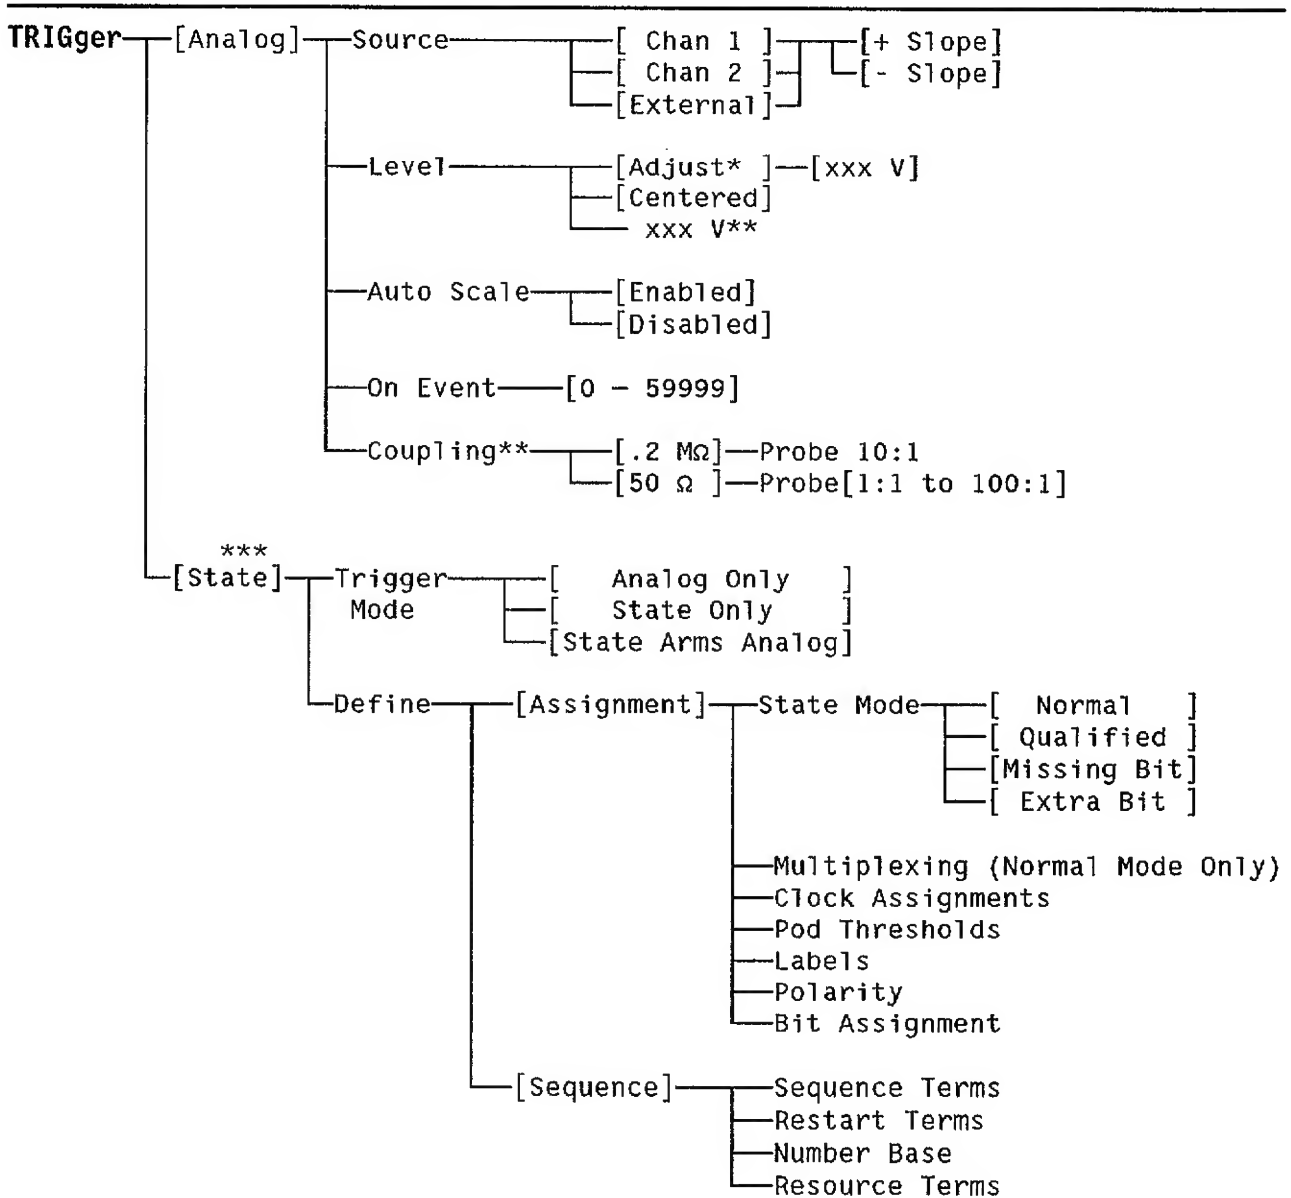 TRIGger [Analog] Source [ Chan 1 ] [+ Slope]
[ Chan 2 ] [- Slope]
[External]
Level [Adjust* ] [xxx V]
[Centered]
xxx V**
Auto Scale [Enabled]
[Disabled]
On Event [0 – 59999]
Coupling** [.2 MΩ] Probe 10:1
[50 Ω ] Probe[1:1 to 100:1]
***
[State] Trigger [ Analog Only ]
Mode [ State Only ]
[State Arms Analog]
Define [Assignment] State Mode [ Normal ]
[ Qualified ]
[Missing Bit]
[ Extra Bit ]
Multiplexing (Normal Mode Only)
Clock Assignments
Pod Thresholds
Labels
Polarity
Bit Assignment
[Sequence] Sequence Terms
Restart Terms
Number Base
Resource Terms